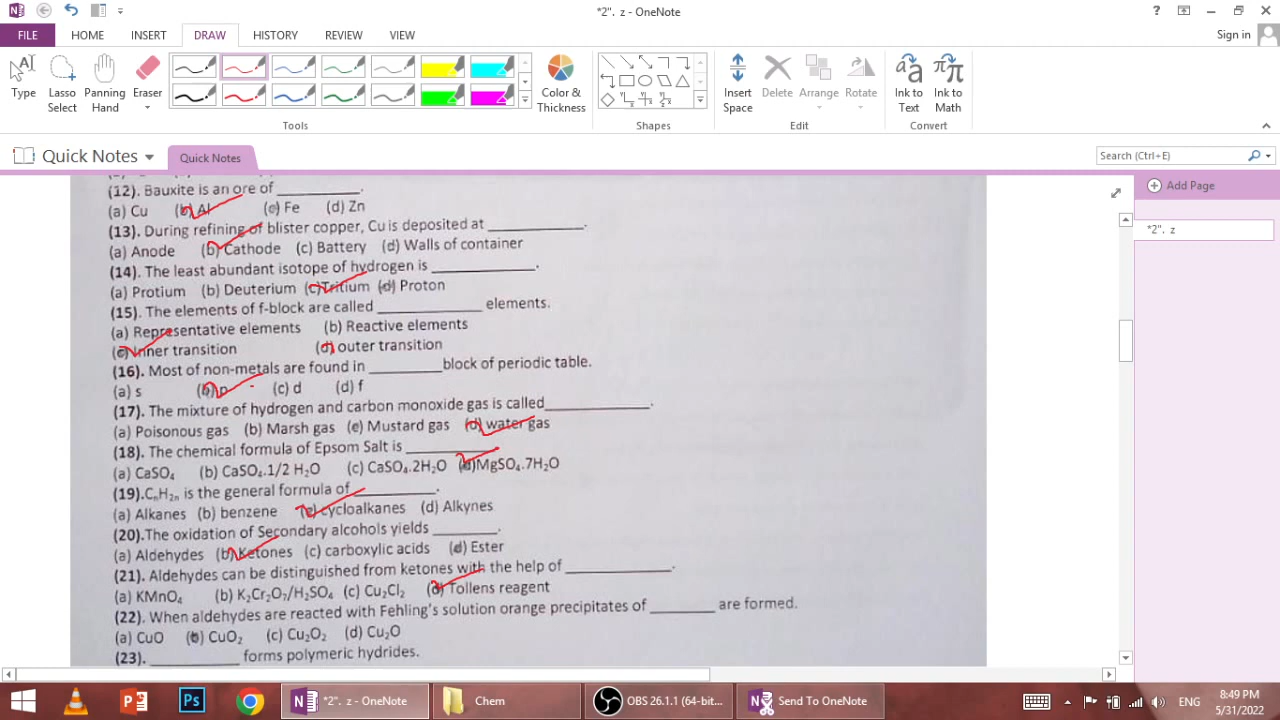 *2". z - OneNote
?
FILE HOME INSERT DRAW HISTORY REVIEW VIEW
Sign in
Type
Lasso Select
Panning Hand
Eraser
Color & Thickness
Insert Space
Delete
Arrange
Rotate
Ink to Text
Ink to Math
Tools
Shapes
Edit
Convert
Quick Notes
Quick Notes
Search (Ctrl+E)
Add Page
*2". z
(12). Bauxite is an ore of __________.
(a) Cu (b) Al (c) Fe (d) Zn
(13). During refining of blister copper, Cu is deposited at ____________.
(a) Anode (b) Cathode (c) Battery (d) Walls of container
(14). The least abundant isotope of hydrogen is _____________.
(a) Protium (b) Deuterium (c) Tritium (d) Proton
(15). The elements of f-block are called _____________ elements.
(a) Representative elements (b) Reactive elements
(c) Inner transition (d) outer transition
(16). Most of non-metals are found in _________block of periodic table.
(a) s (b) p (c) d (d) f
(17). The mixture of hydrogen and carbon monoxide gas is called_____________.
(a) Poisonous gas (b) Marsh gas (c) Mustard gas (d) water gas
(18). The chemical formula of Epsom Salt is ___________
(a) CaSO₄ (b) CaSO₄.1/2 H₂O (c) CaSO₄.2H₂O (d)MgSO₄.7H₂O
(19).CₙH₂ₙ is the general formula of __________.
(a) Alkanes (b) benzene (c) cycloalkanes (d) Alkynes
(20).The oxidation of Secondary alcohols yields ________.
(a) Aldehydes (b) Ketones (c) carboxylic acids (d) Ester
(21). Aldehydes can be distinguished from ketones with the help of _____________.
(a) KMnO₄ (b) K₂Cr₂O₇/H₂SO₄ (c) Cu₂Cl₂ (d) Tollens reagent
(22). When aldehydes are reacted with Fehling's solution orange precipitates of ________ are formed.
(a) CuO (b) CuO₂ (c) Cu₂O₂ (d) Cu₂O
(23). ___________ forms polymeric hydrides.
*2". z - OneNote
Chem
OBS 26.1.1 (64-bit...
Send To OneNote
ENG
8:49 PM
5/31/2022